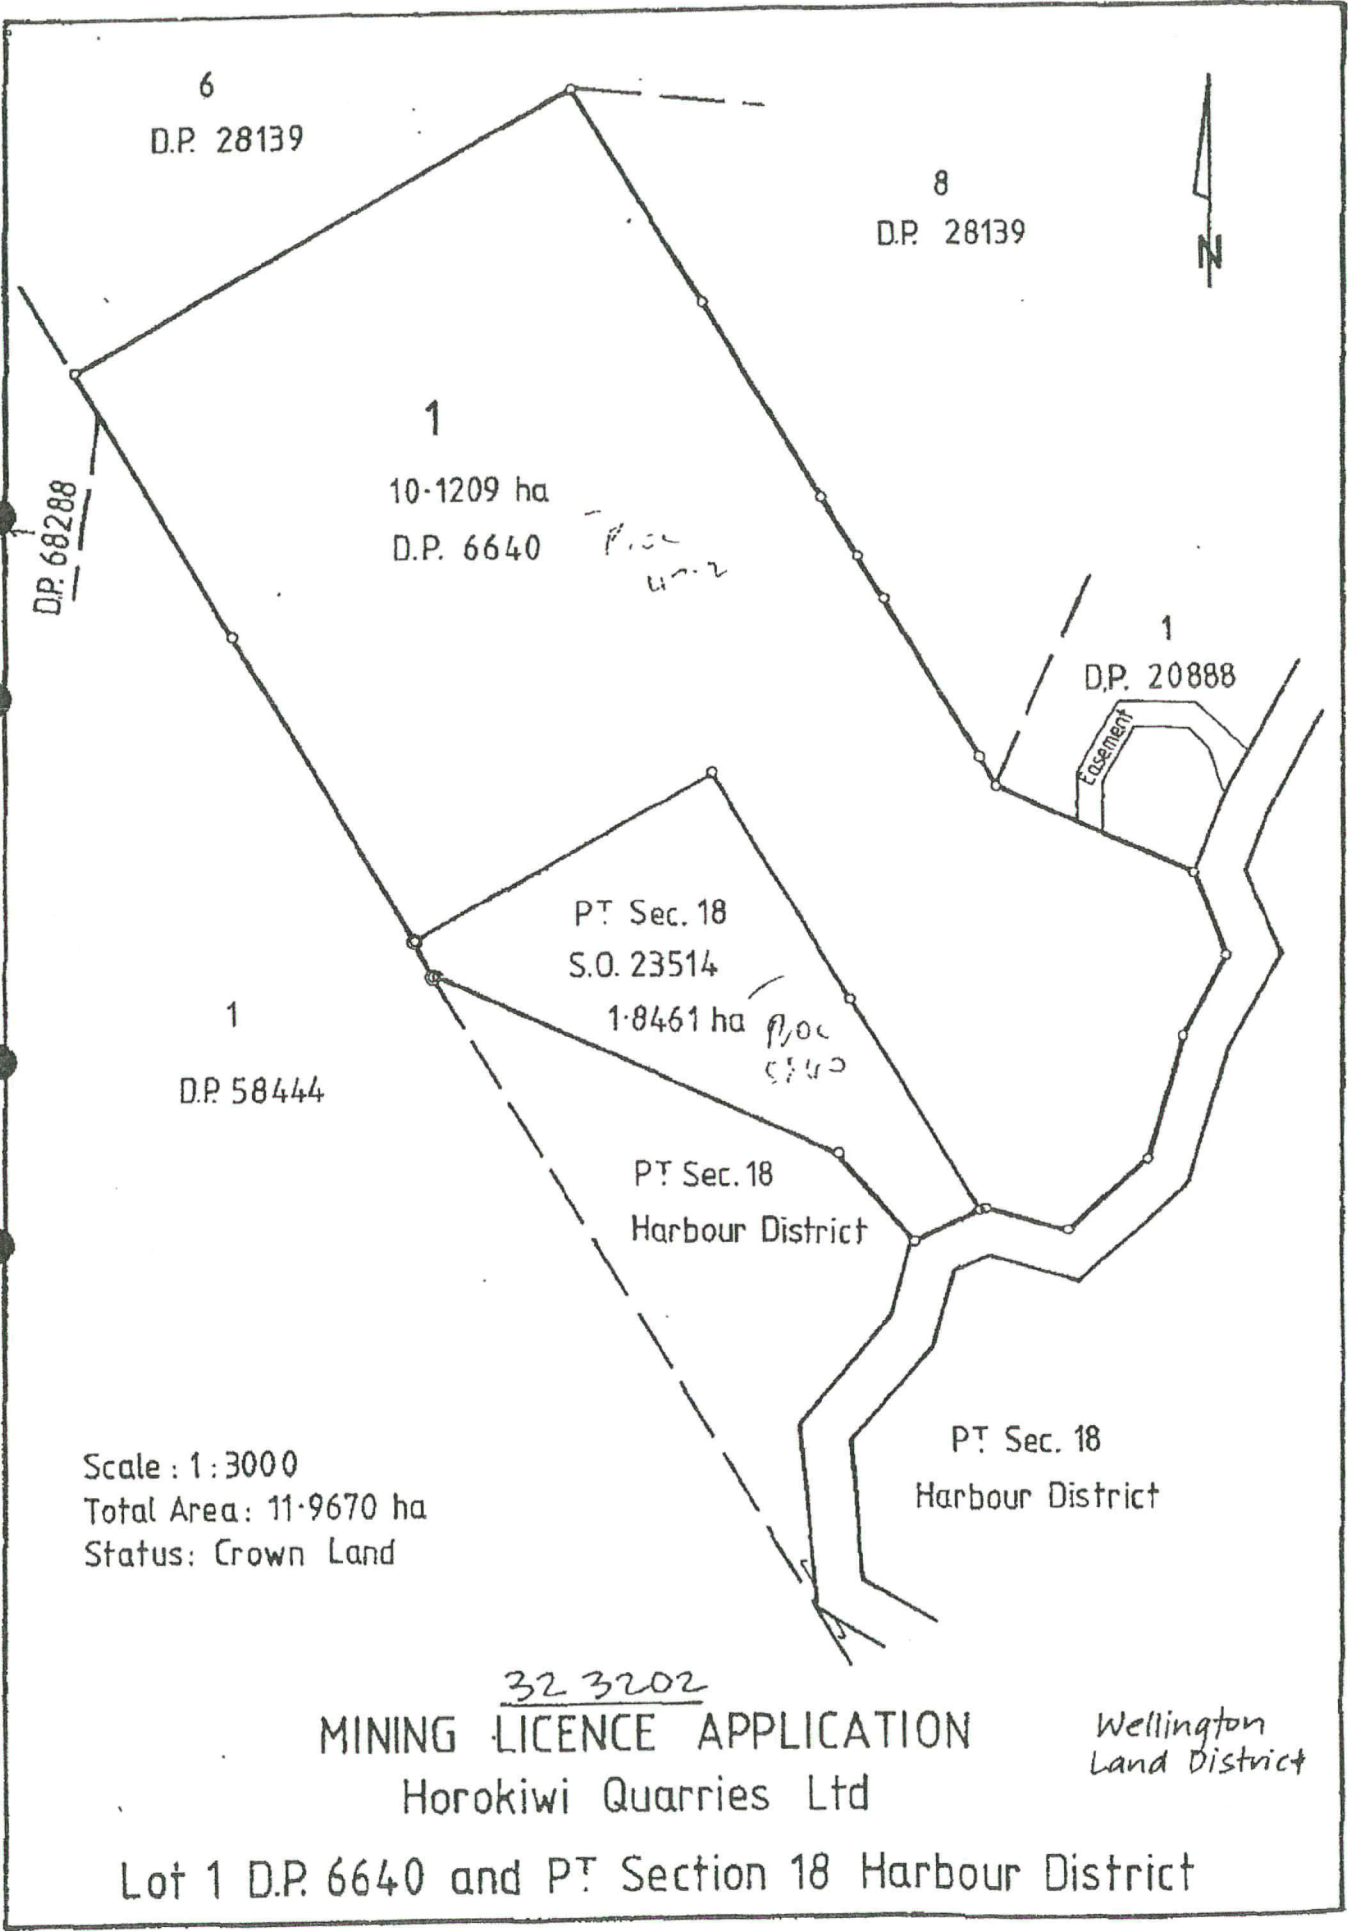 6
D.P. 28139
8
D.P. 28139
N
1
10·1209 ha
D.P. 6640
D.P. 68288
1
D.P. 20888
Easement
PT Sec. 18
S.O. 23514
1·8461 ha
1
D.P. 58444
PT Sec. 18
Harbour District
PT Sec. 18
Harbour District
Scale : 1 : 3000
Total Area: 11·9670 ha
Status: Crown Land
32 3202
MINING LICENCE APPLICATION
Wellington
Land District
Horokiwi Quarries Ltd
Lot 1 D.P. 6640 and PT Section 18 Harbour District